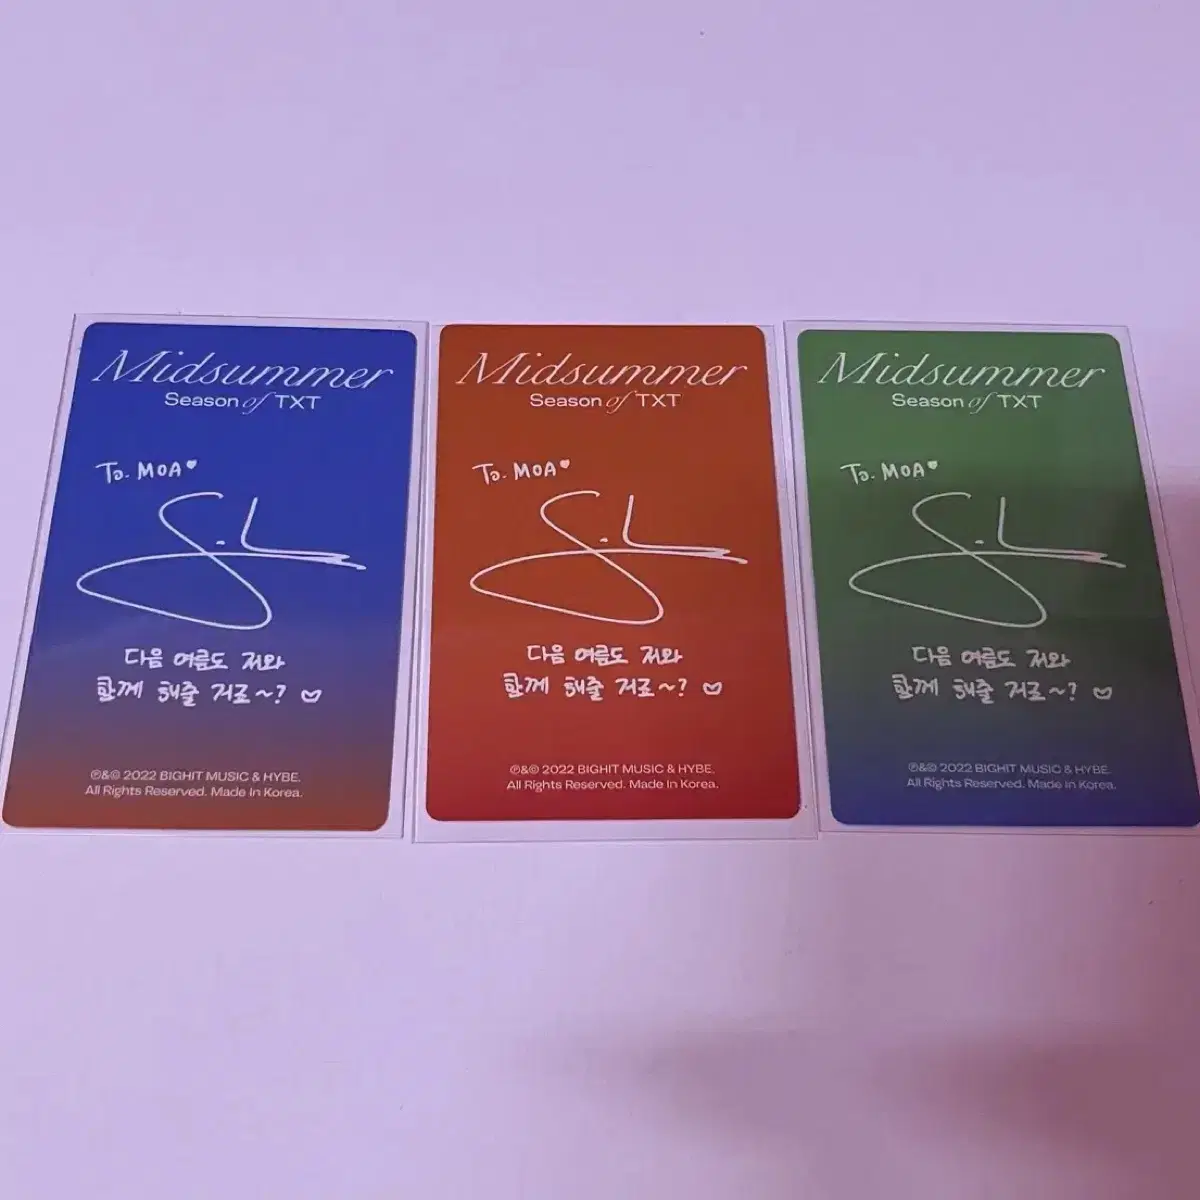 Midsummer
Season of TXT
To. MOA♥
다음 여름도 저와
함께 해줄 거죠~? ♡
℗&© 2022 BIGHIT MUSIC & HYBE.
All Rights Reserved. Made In Korea.
Midsummer
Season of TXT
To. MOA♥
다음 여름도 저와
함께 해줄 거죠~? ♡
℗&© 2022 BIGHIT MUSIC & HYBE.
All Rights Reserved. Made In Korea.
Midsummer
Season of TXT
To. MOA♥
다음 여름도 저와
함께 해줄 거죠~? ♡
℗&© 2022 BIGHIT MUSIC & HYBE.
All Rights Reserved. Made In Korea.